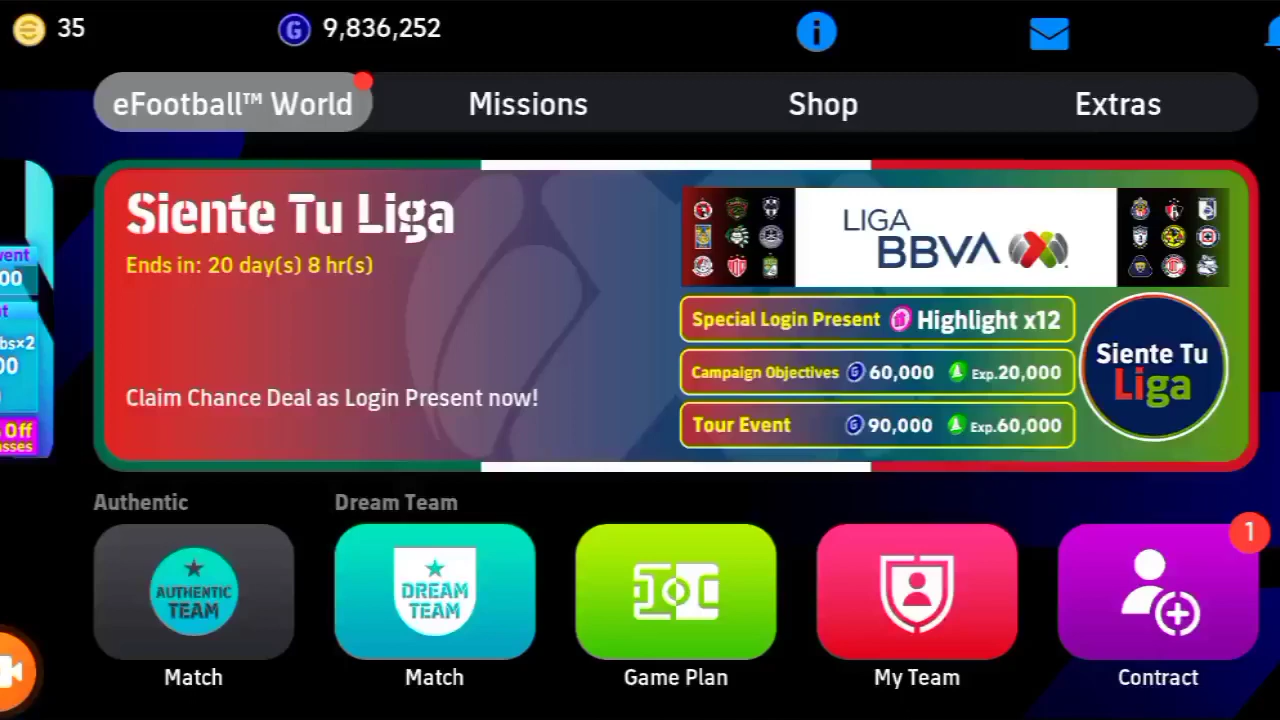 35
9,836,252
eFootball™ World
Missions
Shop
Extras
Siente Tu Liga
Ends in: 20 day(s) 8 hr(s)
Claim Chance Deal as Login Present now!
LIGA
BBVA
Special Login Present Highlight x12
Campaign Objectives 60,000 Exp.20,000
Tour Event 90,000 Exp.60,000
Siente Tu
Liga
Off
Authentic
Dream Team
AUTHENTIC
TEAM
DREAM
TEAM
1
Match
Match
Game Plan
My Team
Contract